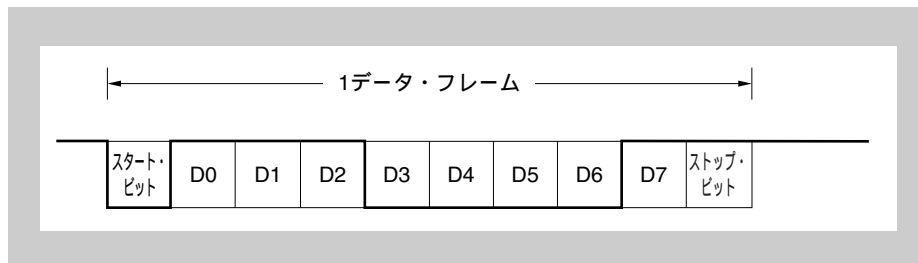 1データ・フレーム
スタート・
ビット
D0
D1
D2
D3
D4
D5
D6
D7
ストップ・
ビット